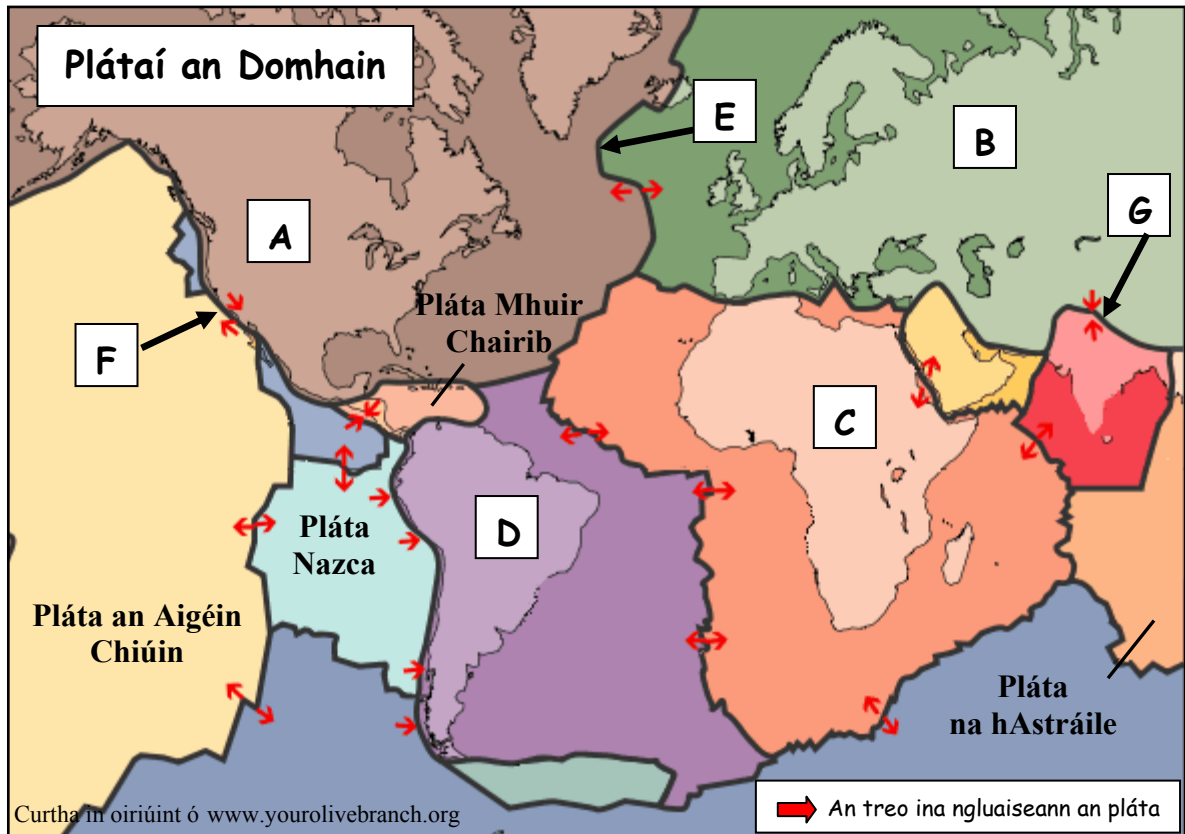 Plátaí an Domhain
E
B
G
A
Pláta Mhuir
Chairib
F
C
D
Pláta
Nazca
Pláta an Aigéin
Chiúin
Pláta
na hAstráile
Curtha in oiriúint ó www.yourolivebranch.org
An treo ina ngluaiseann an pláta